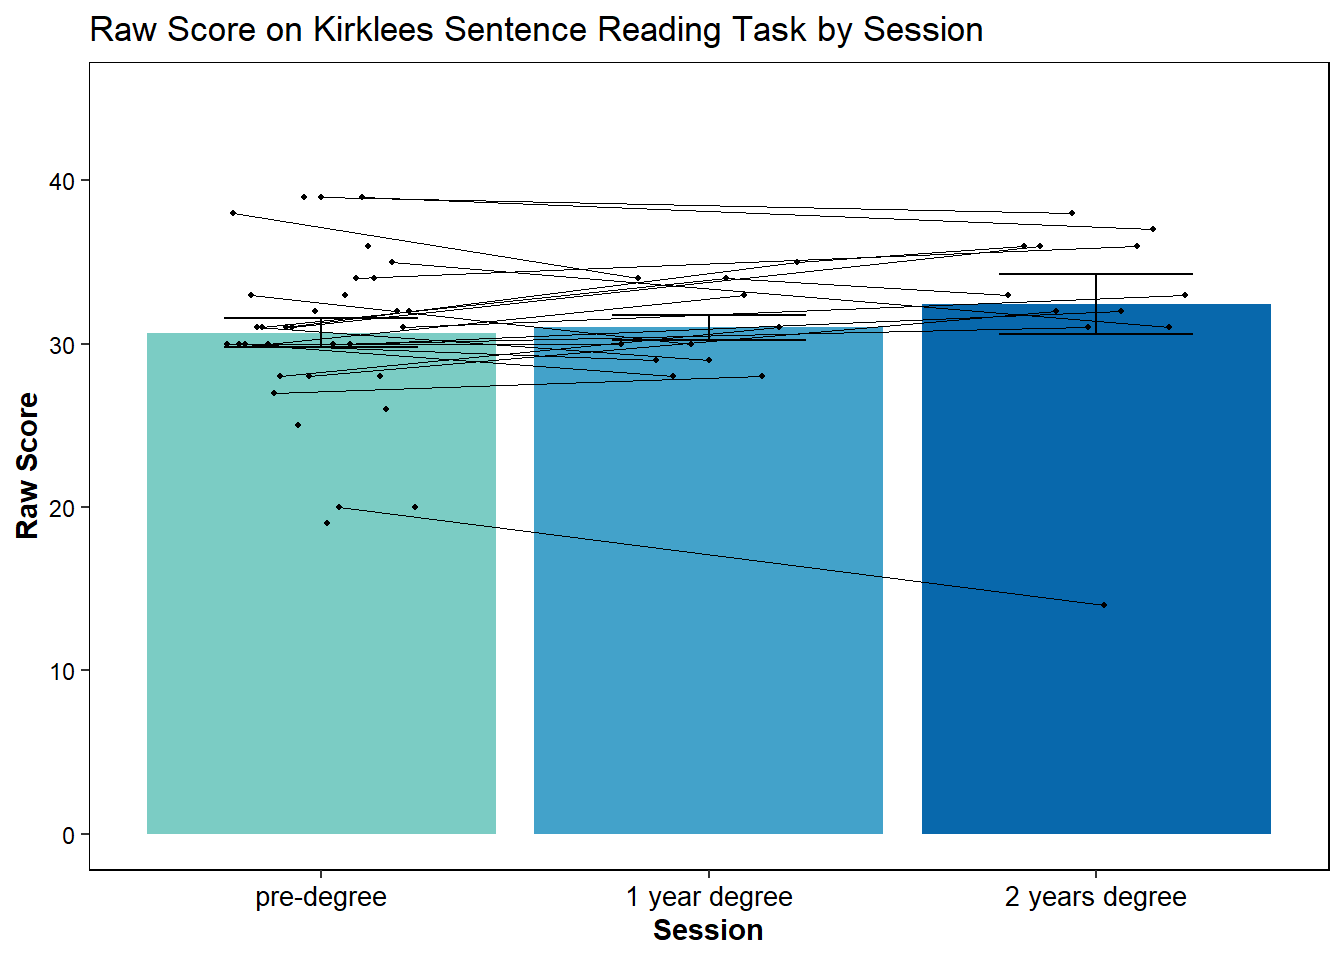 Raw Score on Kirklees Sentence Reading Task by Session
40
30
20
10
0
Raw Score
pre-degree
1 year degree
2 years degree
Session